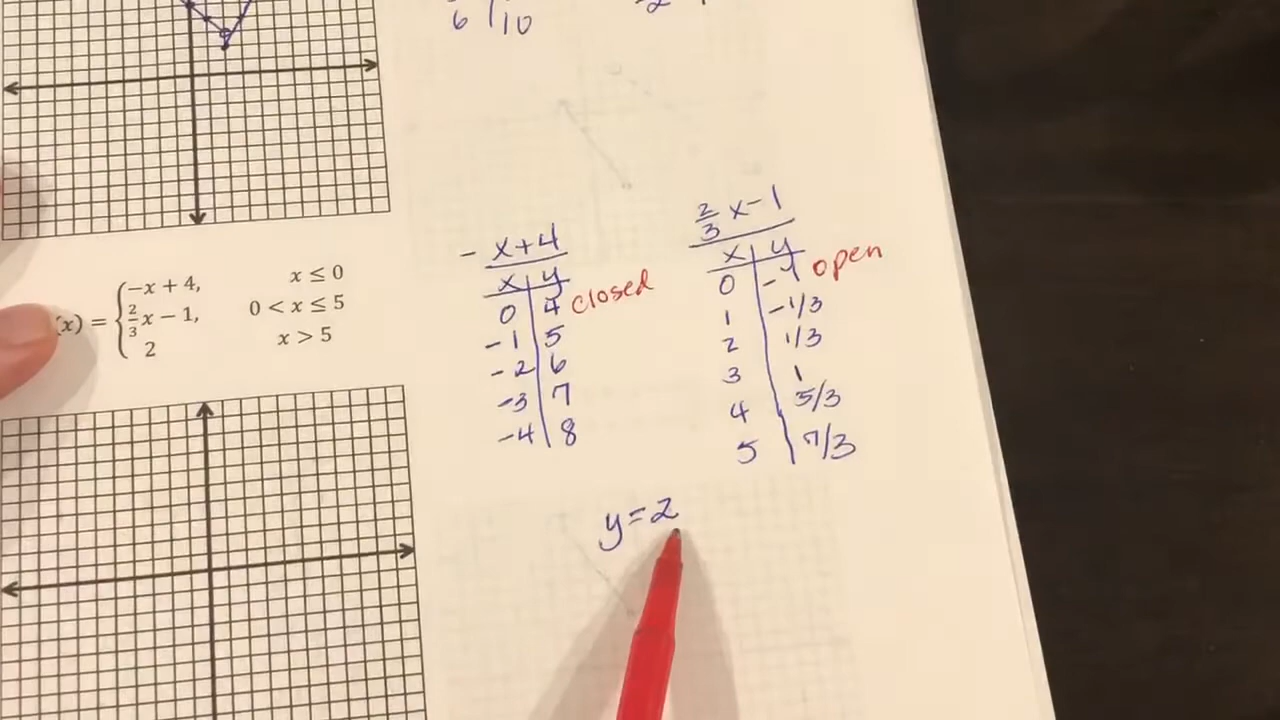 6 | 10
-2
(x) = { -x + 4, x ≤ 0
2/3 x - 1, 0 < x ≤ 5
2 x > 5
- x+4
x | y
0 | 4 closed
-1 | 5
-2 | 6
-3 | 7
-4 | 8
2/3 x - 1
x | y
0 | -1 open
1 | -1/3
2 | 1/3
3 | 1
4 | 5/3
5 | 7/3
y=2